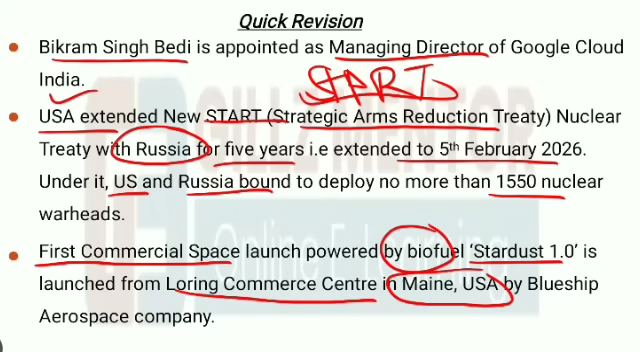 Quick Revision
Bikram Singh Bedi is appointed as Managing Director of Google Cloud
India.
START
USA extended New START (Strategic Arms Reduction Treaty) Nuclear
Treaty with Russia for five years i.e extended to 5th February 2026.
Under it, US and Russia bound to deploy no more than 1550 nuclear
warheads.
First Commercial Space launch powered by biofuel ‘Stardust 1.0’ is
launched from Loring Commerce Centre in Maine, USA by Blueship
Aerospace company.